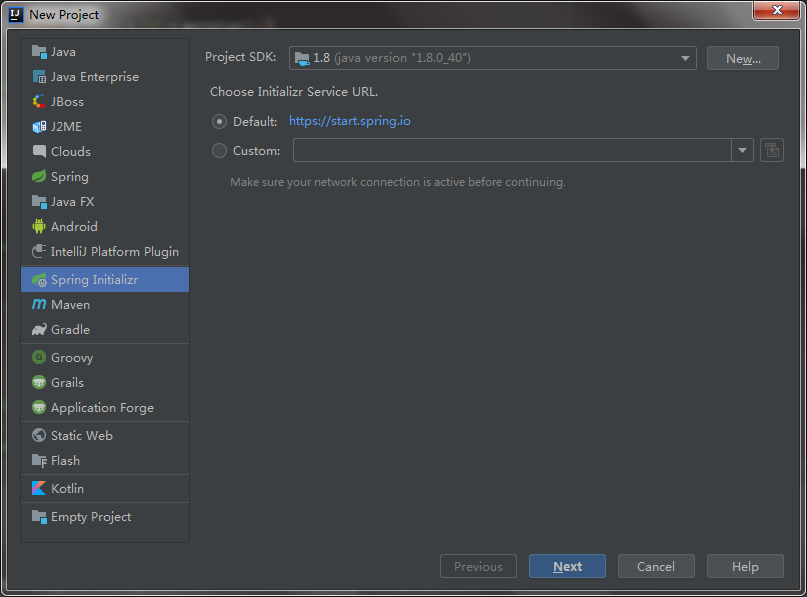 New Project
Java
Java Enterprise
JBoss
J2ME
Clouds
Spring
Java FX
Android
IntelliJ Platform Plugin
Spring Initializr
Maven
Gradle
Groovy
Grails
Application Forge
Static Web
Flash
Kotlin
Empty Project
Project SDK: 1.8 (java version "1.8.0_40") New...
Choose Initializr Service URL.
Default: https://start.spring.io
Custom:
Make sure your network connection is active before continuing.
Previous Next Cancel Help